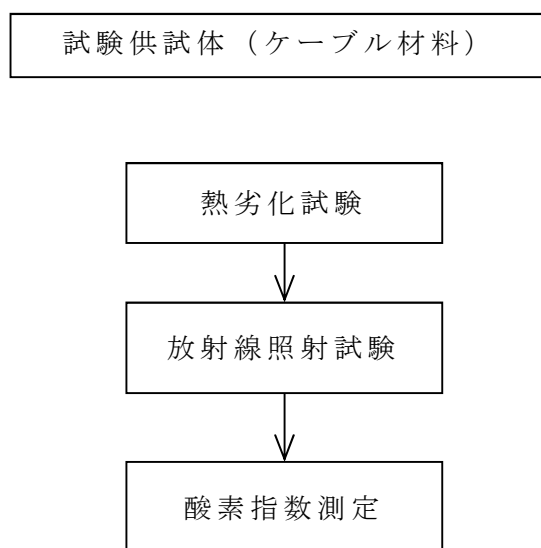 試験供試体（ケーブル材料）
熱劣化試験
放射線照射試験
酸素指数測定